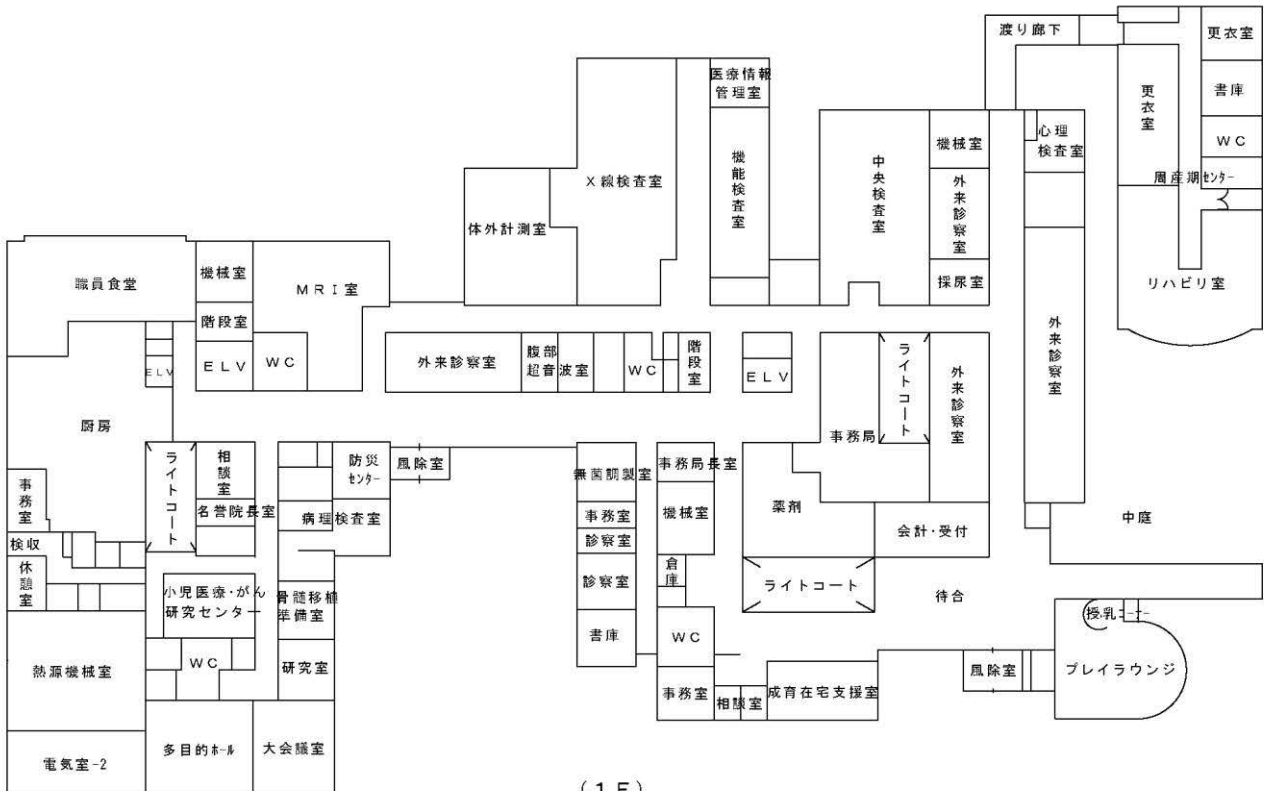 渡り廊下
更衣室
医療情報
管理室
更衣室
書庫
機械室
心理
検査室
WC
X線検査室
機能検査室
中央検査室
周産期センター
外来診察室
体外計測室
職員食堂
機械室
MRI室
採尿室
リハビリ室
階段室
外来診察室
ELV
ELV
WC
外来診察室
腹部
超音波室
WC
階段室
ELV
ライトコート
外来診察室
厨房
事務局
ライトコート
相談室
防災
センター
風除室
無菌調製室
事務局長室
事務室
名誉院長室
病理検査室
事務室
機械室
薬剤
中庭
検収
診察室
会計・受付
休憩室
小児医療・がん
研究センター
骨髄移植
準備室
診察室
倉庫
ライトコート
待合
授乳コーナー
書庫
WC
熱源機械室
WC
研究室
風除室
プレイラウンジ
事務室
相談室
成育在宅支援室
電気室-2
多目的ホール
大会議室
(1F)